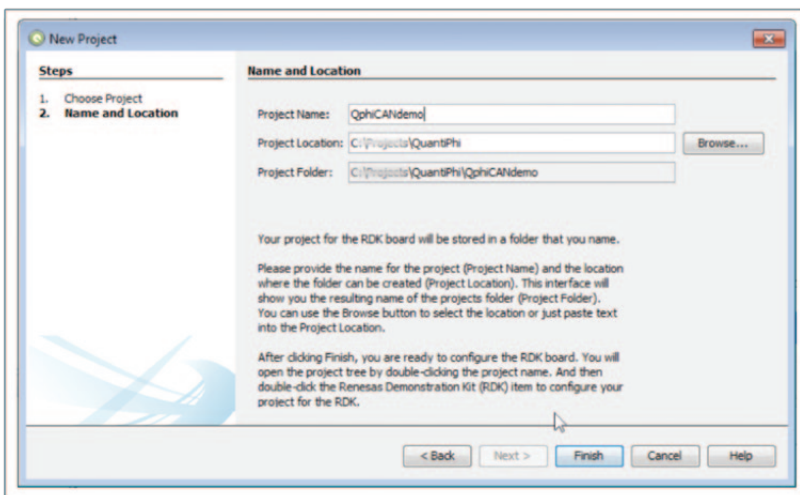 New Project
Steps
1. Choose Project
2. Name and Location
Name and Location
Project Name: QphiCANdemo
Project Location: C:\Projects\QuantiPhi
Browse...
Project Folder: C:\Projects\QuantiPhi\QphiCANdemo
Your project for the RDK board will be stored in a folder that you name.
Please provide the name for the project (Project Name) and the location
where the folder can be created (Project Location). This interface will
show you the resulting name of the projects folder (Project Folder).
You can use the Browse button to select the location or just paste text
into the Project Location.
After clicking Finish, you are ready to configure the RDK board. You will
open the project tree by double-clicking the project name. And then
double-click the Renesas Demonstration Kit (RDK) item to configure your
project for the RDK.
< Back Next > Finish Cancel Help